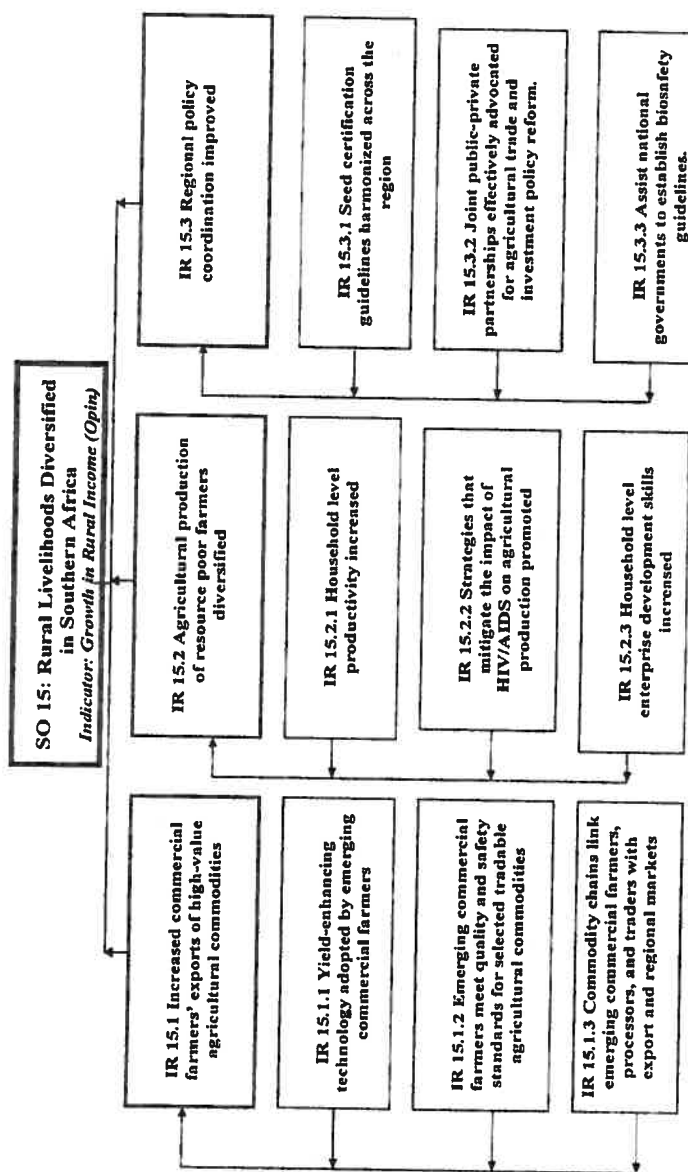 SO 15: Rural Livelihoods Diversified
in Southern Africa
Indicator: Growth in Rural Income (Opin)
IR 15.1 Increased commercial
farmers' exports of high-value
agricultural commodities
IR 15.1.1 Yield-enhancing
technology adopted by emerging
commercial farmers
IR 15.1.2 Emerging commercial
farmers meet quality and safety
standards for selected tradable
agricultural commodities
IR 15.1.3 Commodity chains link
emerging commercial farmers,
processors, and traders with
export and regional markets
IR 15.2 Agricultural production
of resource poor farmers
diversified
IR 15.2.1 Household level
productivity increased
IR 15.2.2 Strategies that
mitigate the impact of
HIV/AIDS on agricultural
production promoted
IR 15.2.3 Household level
enterprise development skills
increased
IR 15.3 Regional policy
coordination improved
IR 15.3.1 Seed certification
guidelines harmonized across the
region
IR 15.3.2 Joint public-private
partnerships effectively advocated
for agricultural trade and
investment policy reform.
IR 15.3.3 Assist national
governments to establish biosafety
guidelines.